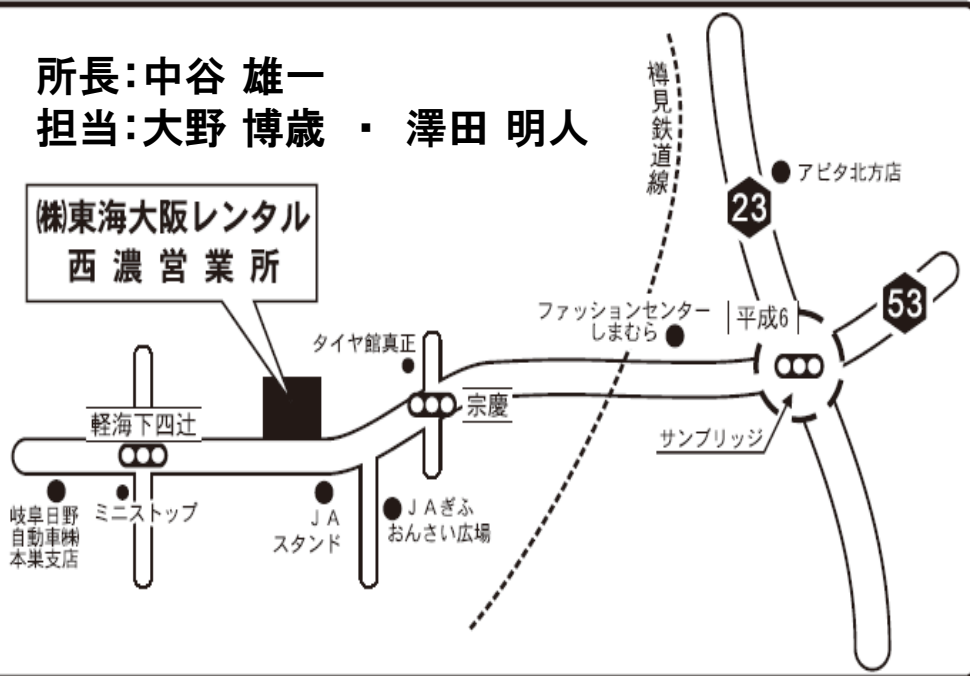 所長：中谷 雄一
担当：大野 博歳 ・ 澤田 明人
㈱東海大阪レンタル
西濃営業所
樽見鉄道線
アピタ北方店
23
53
平成6
ファッションセンター
しまむら
サンブリッジ
タイヤ館真正
宗慶
軽海下四辻
岐阜日野
自動車㈱
本巣支店
ミニストップ
ＪＡ
スタンド
ＪＡぎふ
おんさい広場